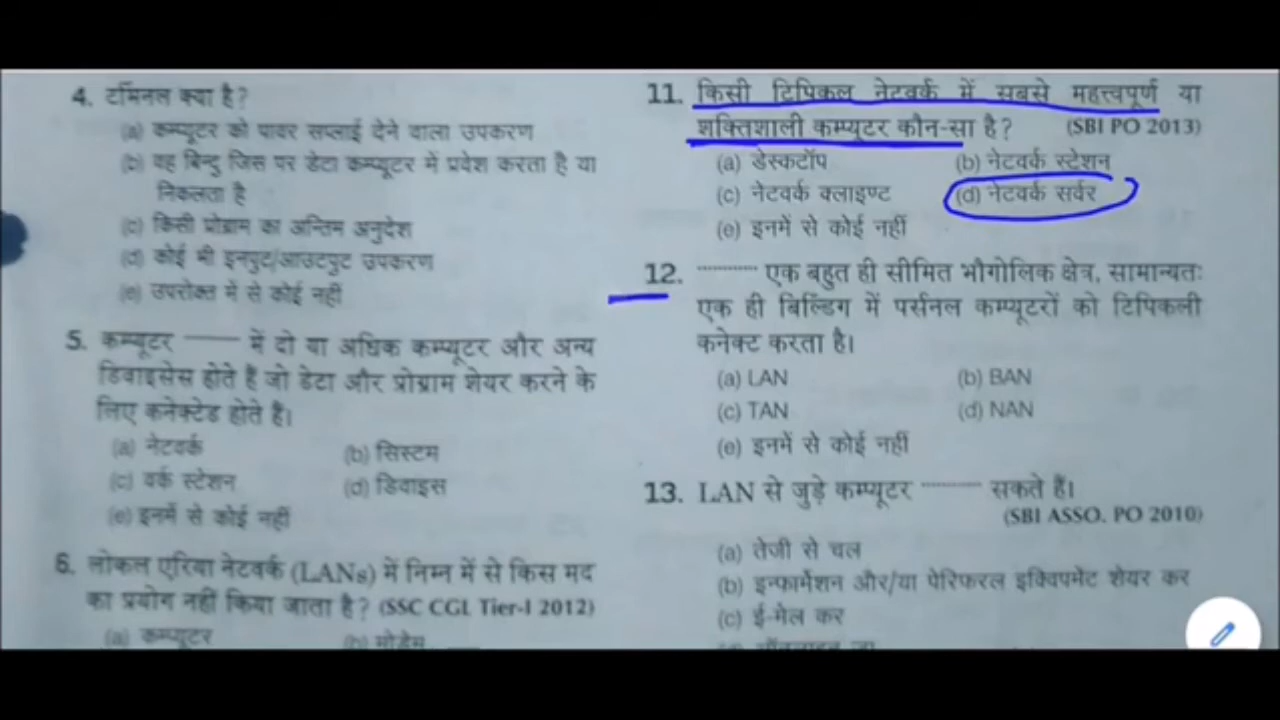 4. टर्मिनल क्या है?
(a) कम्प्यूटर को पावर सप्लाई देने वाला उपकरण
(b) वह बिन्दु जिस पर डेटा कम्प्यूटर में प्रवेश करता है या
निकलता है
(c) किसी प्रोग्राम का अन्तिम अनुदेश
(d) कोई भी इनपुट/आउटपुट उपकरण
(e) उपरोक्त में से कोई नहीं
5. कम्प्यूटर —— में दो या अधिक कम्प्यूटर और अन्य
डिवाइसेस होते हैं जो डेटा और प्रोग्राम शेयर करने के
लिए कनेक्टेड होते हैं।
(a) नेटवर्क (b) सिस्टम
(c) वर्क स्टेशन (d) डिवाइस
(e) इनमें से कोई नहीं
6. लोकल एरिया नेटवर्क (LANs) में निम्न में से किस मद
का प्रयोग नहीं किया जाता है? (SSC CGL Tier-I 2012)
(a) कम्प्यूटर (b) मोडेम
11. किसी टिपिकल नेटवर्क में सबसे महत्त्वपूर्ण या
शक्तिशाली कम्प्यूटर कौन-सा है? (SBI PO 2013)
(a) डेस्कटॉप (b) नेटवर्क स्टेशन
(c) नेटवर्क क्लाइण्ट (d) नेटवर्क सर्वर
(e) इनमें से कोई नहीं
12. ............ एक बहुत ही सीमित भौगोलिक क्षेत्र, सामान्यतः
एक ही बिल्डिंग में पर्सनल कम्प्यूटरों को टिपिकली
कनेक्ट करता है।
(a) LAN (b) BAN
(c) TAN (d) NAN
(e) इनमें से कोई नहीं
13. LAN से जुड़े कम्प्यूटर ............ सकते हैं।
(SBI ASSO. PO 2010)
(a) तेजी से चल
(b) इन्फार्मेशन और/या पेरिफरल इक्विपमेंट शेयर कर
(c) ई-मेल कर